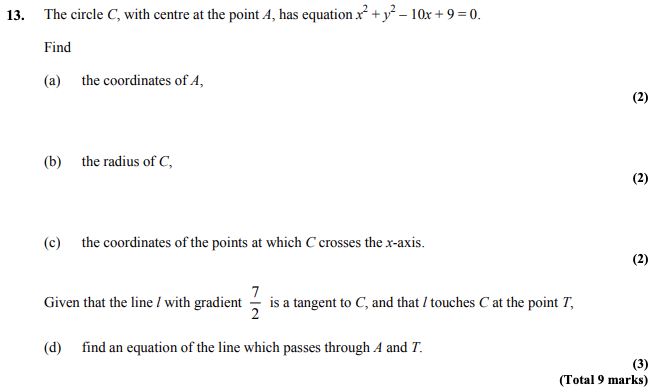 13. The circle C, with centre at the point A, has equation x² + y² – 10x + 9 = 0.
Find
(a) the coordinates of A,
(2)
(b) the radius of C,
(2)
(c) the coordinates of the points at which C crosses the x-axis.
(2)
Given that the line l with gradient 7/2 is a tangent to C, and that l touches C at the point T,
(d) find an equation of the line which passes through A and T.
(3)
(Total 9 marks)